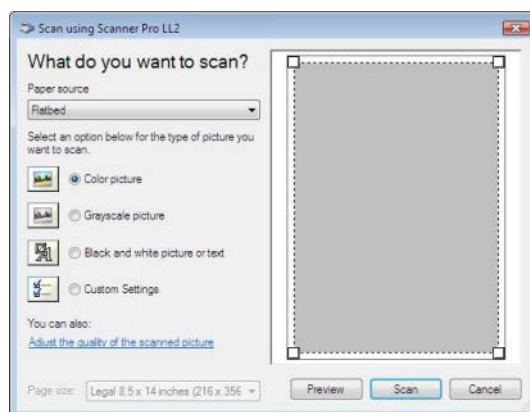 Scan using Scanner Pro LL2
What do you want to scan?
Paper source
Flatbed
Select an option below for the type of picture you
want to scan.
Color picture
Grayscale picture
Black and white picture or text
Custom Settings
You can also:
Adjust the quality of the scanned picture
Page size: Legal 8.5 x 14 inches (216 x 356
Preview Scan Cancel